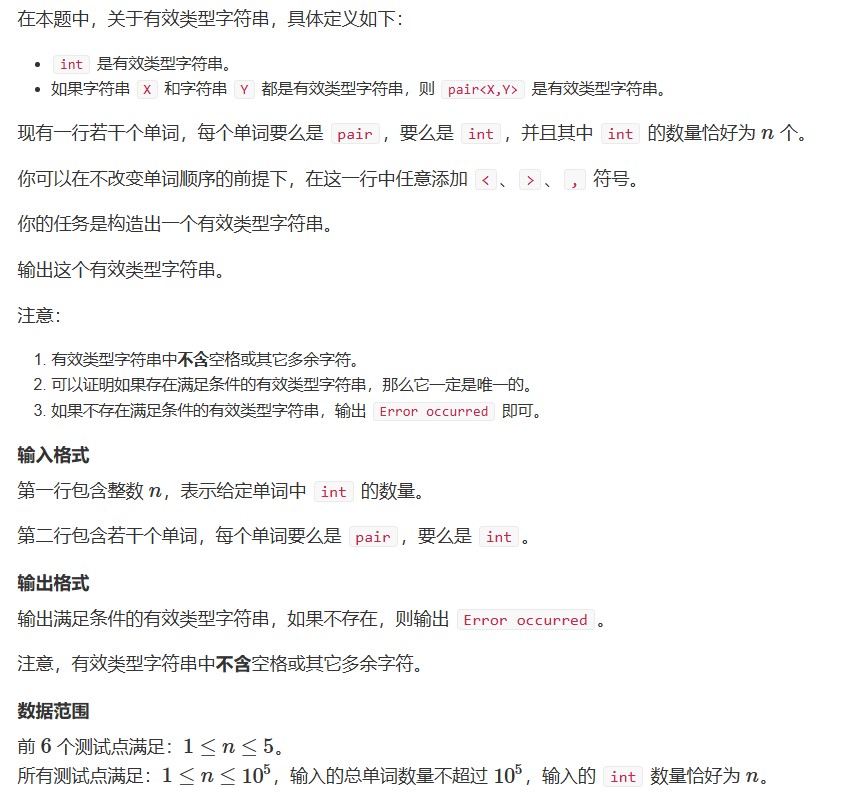 在本题中，关于有效类型字符串，具体定义如下：
• int 是有效类型字符串。
• 如果字符串 X 和字符串 Y 都是有效类型字符串，则 pair<X,Y> 是有效类型字符串。
现有一行若干个单词，每个单词要么是 pair ，要么是 int ，并且其中 int 的数量恰好为 n 个。
你可以在不改变单词顺序的前提下，在这一行中任意添加 < 、 > 、 , 符号。
你的任务是构造出一个有效类型字符串。
输出这个有效类型字符串。
注意：
1. 有效类型字符串中不含空格或其它多余字符。
2. 可以证明如果存在满足条件的有效类型字符串，那么它一定是唯一的。
3. 如果不存在满足条件的有效类型字符串，输出 Error occurred 即可。
输入格式
第一行包含整数 n，表示给定单词中 int 的数量。
第二行包含若干个单词，每个单词要么是 pair ，要么是 int 。
输出格式
输出满足条件的有效类型字符串，如果不存在，则输出 Error occurred 。
注意，有效类型字符串中不含空格或其它多余字符。
数据范围
前 6 个测试点满足：1 ≤ n ≤ 5。
所有测试点满足：1 ≤ n ≤ 10⁵，输入的总单词数量不超过 10⁵，输入的 int 数量恰好为 n。